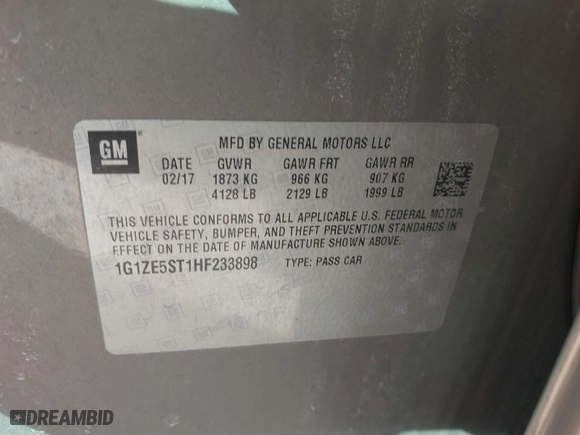 GM
MFD BY GENERAL MOTORS LLC
DATE GVWR GAWR FRT GAWR RR
02/17 1873 KG 966 KG 907 KG
4128 LB 2129 LB 1999 LB
THIS VEHICLE CONFORMS TO ALL APPLICABLE U.S. FEDERAL MOTOR
VEHICLE SAFETY, BUMPER, AND THEFT PREVENTION STANDARDS IN
EFFECT ON THE DATE OF MANUFACTURE SHOWN ABOVE.
1G1ZE5ST1HF233898 TYPE: PASS CAR
DREAMBID